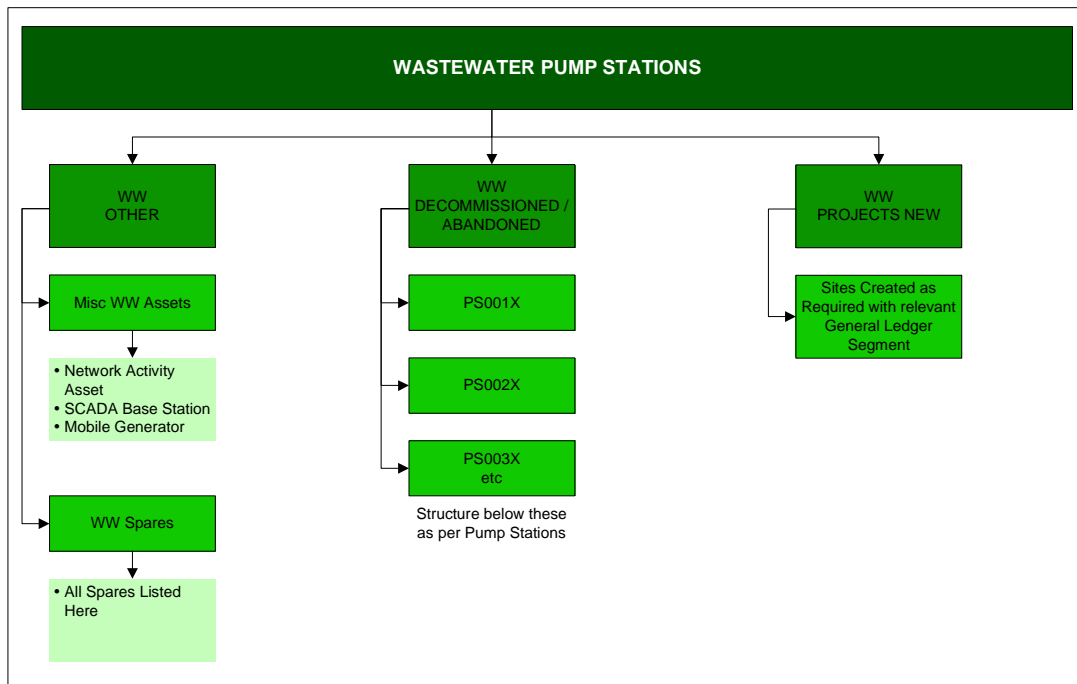 WASTEWATER PUMP STATIONS
WW
OTHER
Misc WW Assets
• Network Activity
Asset
• SCADA Base Station
• Mobile Generator
WW Spares
• All Spares Listed
Here
WW
DECOMMISSIONED /
ABANDONED
PS001X
PS002X
PS003X
etc
Structure below these
as per Pump Stations
WW
PROJECTS NEW
Sites Created as
Required with relevant
General Ledger
Segment